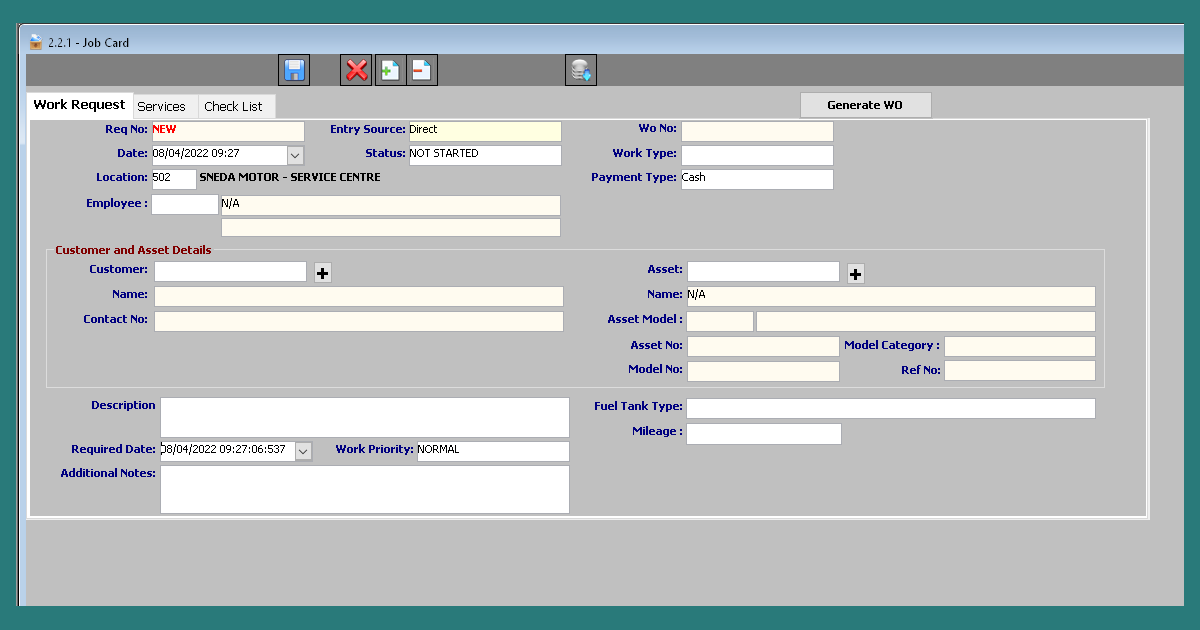 2.2.1 - Job Card
Work Request Services Check List Generate WO
Req No: NEW Entry Source: Direct Wo No:
Date: 08/04/2022 09:27 Status: NOT STARTED Work Type:
Location: 502 SNEDA MOTOR - SERVICE CENTRE Payment Type: Cash
Employee : N/A
Customer and Asset Details
Customer: Asset:
Name: Name: N/A
Contact No: Asset Model :
Asset No: Model Category :
Model No: Ref No:
Description Fuel Tank Type:
Mileage :
Required Date: 08/04/2022 09:27:06:537 Work Priority: NORMAL
Additional Notes: